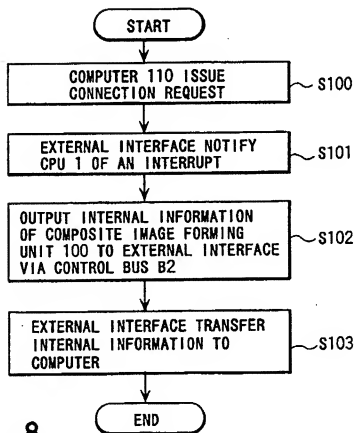 START
COMPUTER 110 ISSUE
CONNECTION REQUEST
S100
EXTERNAL INTERFACE NOTIFY
CPU 1 OF AN INTERRUPT
S101
OUTPUT INTERNAL INFORMATION
OF COMPOSITE IMAGE FORMING
UNIT 100 TO EXTERNAL INTERFACE
VIA CONTROL BUS B2
S102
EXTERNAL INTERFACE TRANSFER
INTERNAL INFORMATION TO
COMPUTER
S103
END
8